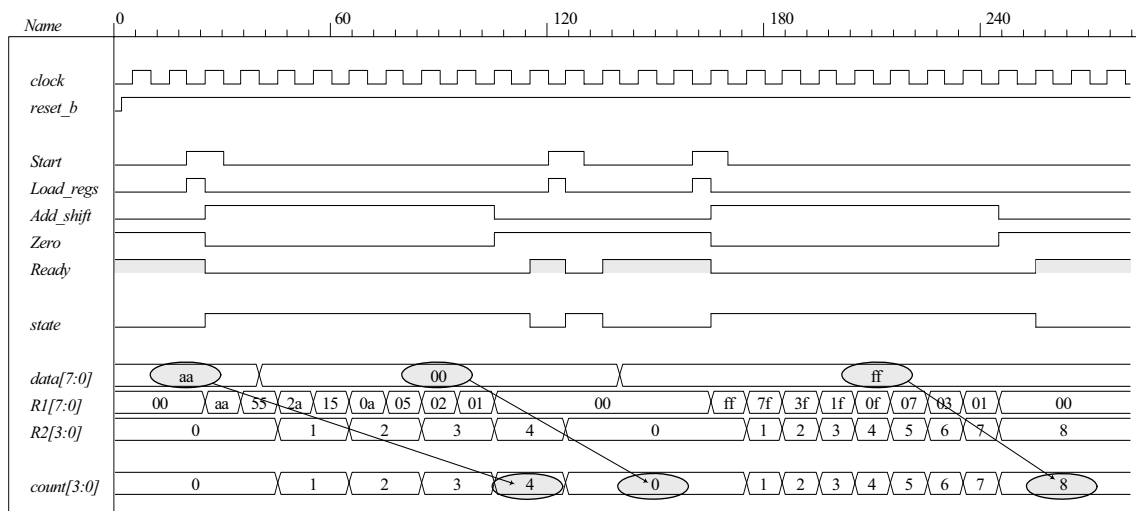 Name 0 60 120 180 240
clock
reset_b
Start
Load_regs
Add_shift
Zero
Ready
state
data[7:0] aa 00 ff
R1[7:0] 00 aa 55 2a 15 0a 05 02 01 00 ff 7f 3f 1f 0f 07 03 01 00
R2[3:0] 0 1 2 3 4 0 1 2 3 4 5 6 7 8
count[3:0] 0 1 2 3 4 0 1 2 3 4 5 6 7 8